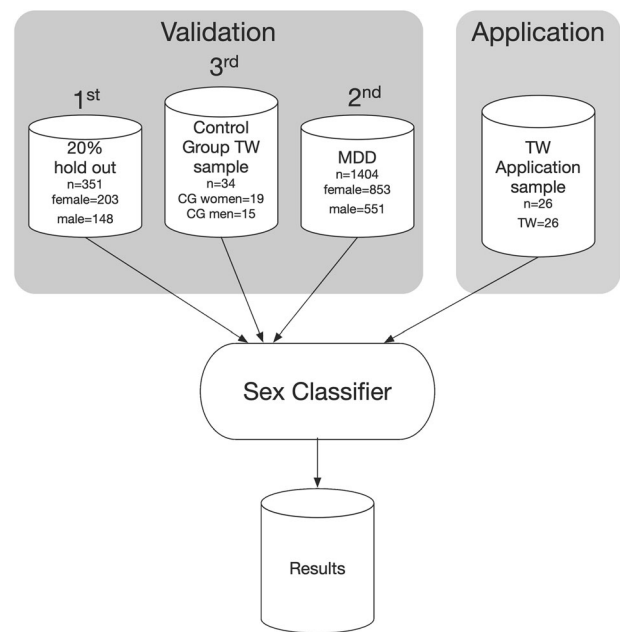 Validation
1st
20%
hold out
n=351
female=203
male=148
3rd
Control
Group TW
sample
n=34
CG women=19
CG men=15
2nd
MDD
n=1404
female=853
male=551
Application
TW
Application
sample
n=26
TW=26
Sex Classifier
Results